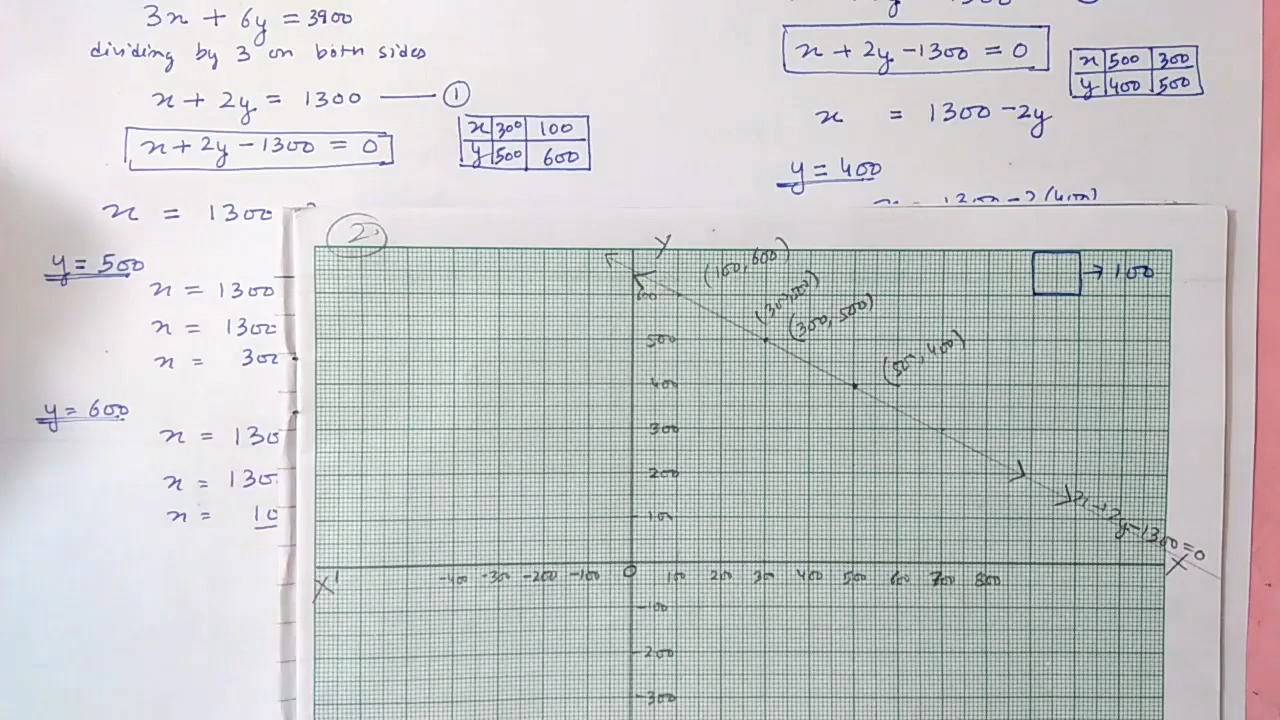 3x + 6y = 3900
dividing by 3 on both sides
x + 2y = 1300 —— ①
x + 2y - 1300 = 0
x 300 100
y 500 600
x = 1300
y = 500
x = 1300
x = 1300
x = 300
y = 600
x = 130
x = 130
x = 10
x + 2y - 1300 = 0
x 500 300
y 400 500
x = 1300 - 2y
y = 400
2)
Y
(100, 600)
(300, 500)
(500, 400)
→ 100
600
500
400
300
200
100
X' -400 -300 -200 -100 0 100 200 300 400 500 600 700 800 X
x + 2y - 1300 = 0
-100
-200
-300